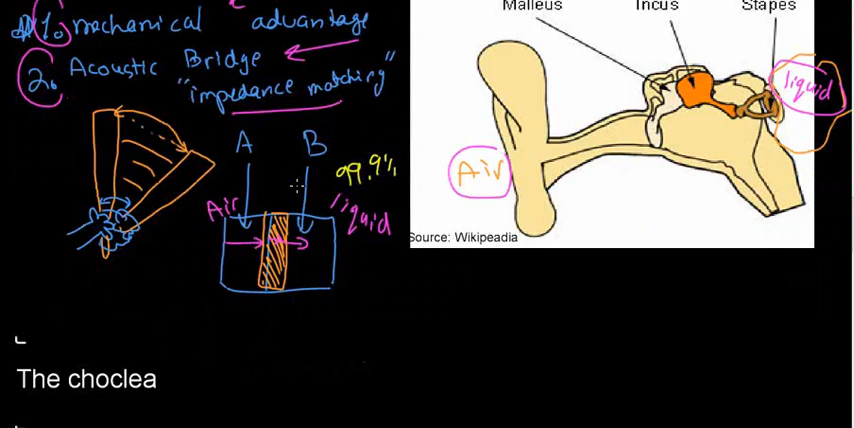 1. mechanical advantage
2. Acoustic Bridge
"impedance matching"
A B
99.9%
Air liquid
Malleus Incus Stapes
liquid
Air
Source: Wikipeadia
The choclea